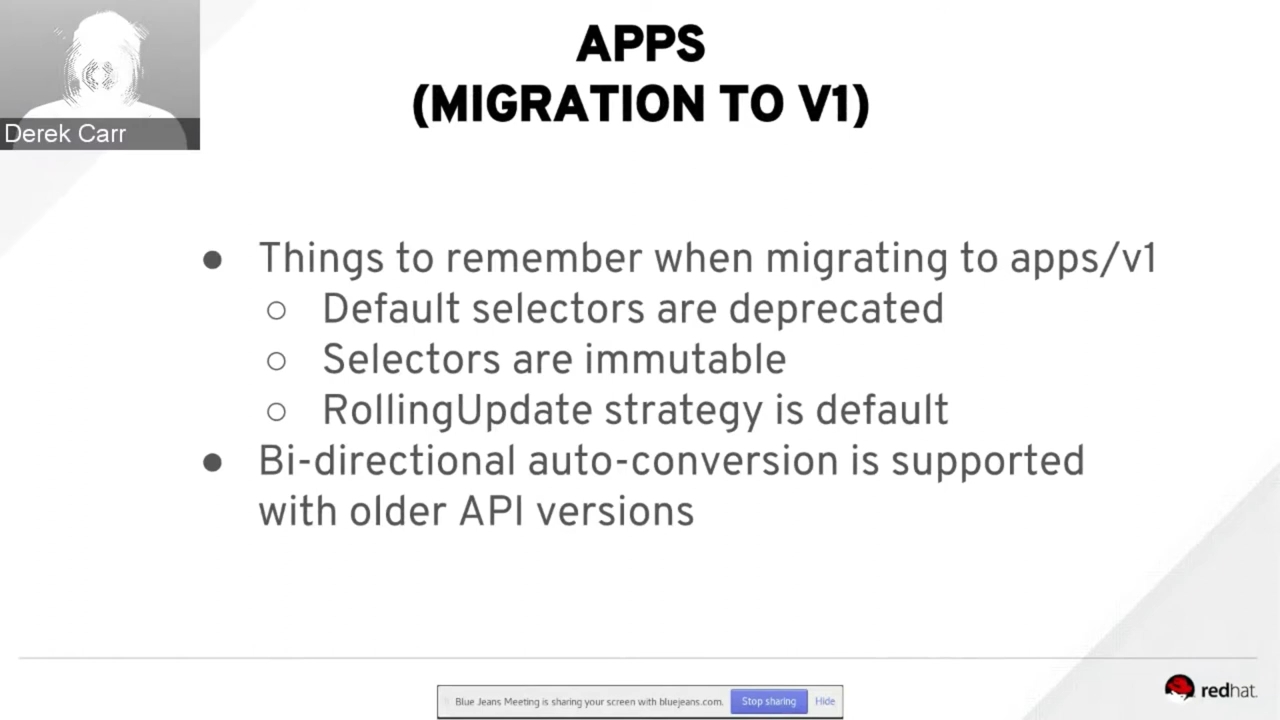 Derek Carr
APPS
(MIGRATION TO V1)
● Things to remember when migrating to apps/v1
○ Default selectors are deprecated
○ Selectors are immutable
○ RollingUpdate strategy is default
● Bi-directional auto-conversion is supported
with older API versions
Blue Jeans Meeting is sharing your screen with bluejeans.com. Stop sharing Hide
redhat.